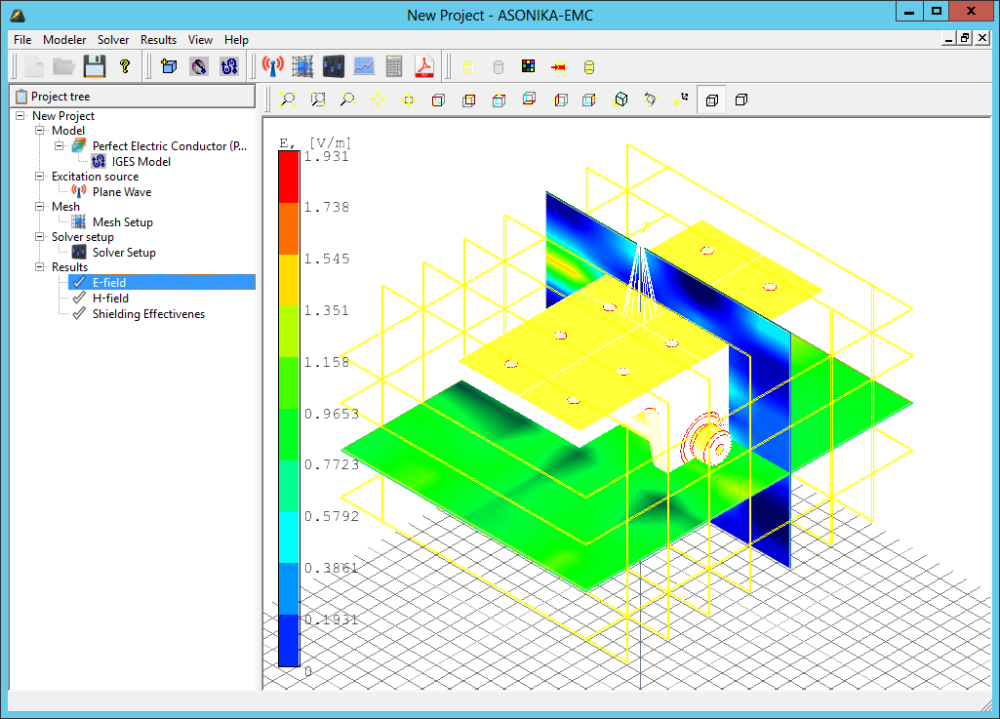 New Project - ASONIKA-EMC
File Modeler Solver Results View Help
Project tree
New Project
Model
Perfect Electric Conductor (P...
IGES Model
Excitation source
Plane Wave
Mesh
Mesh Setup
Solver setup
Solver Setup
Results
E-field
H-field
Shielding Effectivenes
E, [V/m]
1.931
1.738
1.545
1.351
1.158
0.9653
0.7723
0.5792
0.3861
0.1931
0
Z